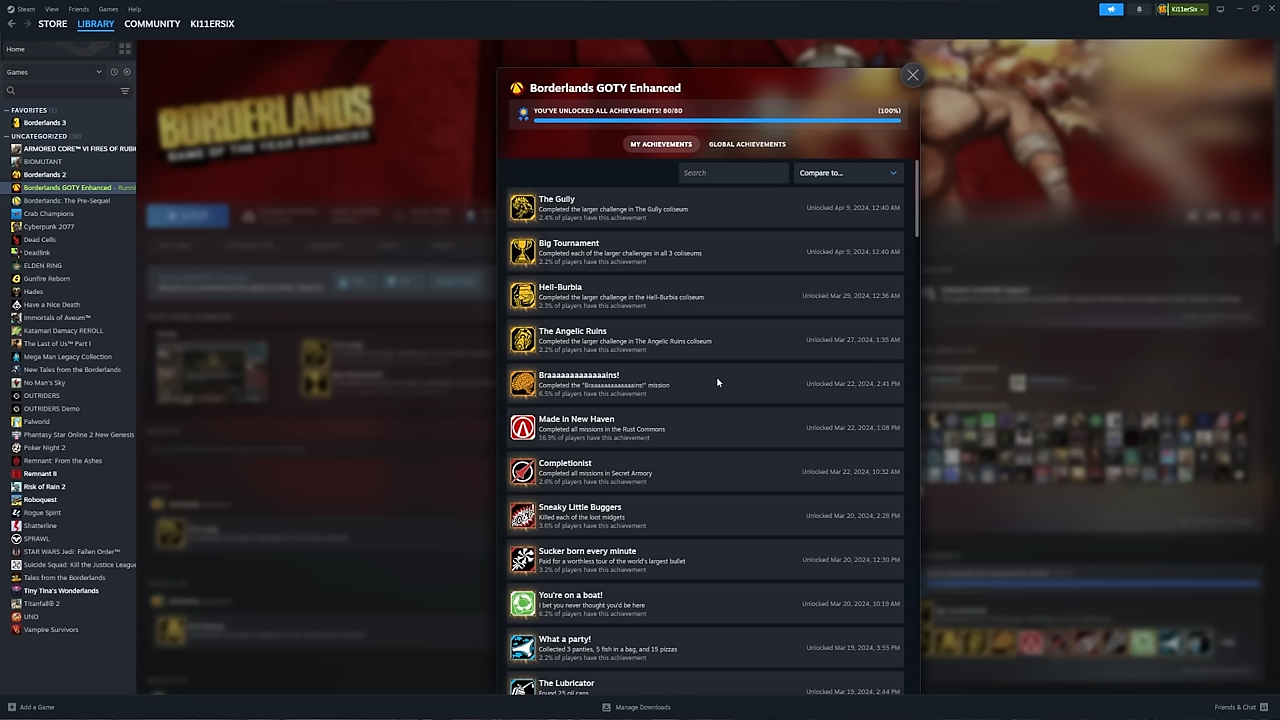 Steam View Friends Games Help
KI11ERSIX
STORE LIBRARY COMMUNITY KI11ERSIX
Home
Games
FAVORITES (1)
Borderlands 3
UNCATEGORIZED
ARMORED CORE™ VI FIRES OF RUBI
BIOMUTANT
Borderlands 2
Borderlands GOTY Enhanced - Runni
Borderlands: The Pre-Sequel
Crab Champions
Cyberpunk 2077
Dead Cells
Deadlink
ELDEN RING
Gunfire Reborn
Hades
Have a Nice Death
Immortals of Aveum™
Katamari Damacy REROLL
The Last of Us™ Part I
Mega Man Legacy Collection
New Tales from the Borderlands
No Man's Sky
OUTRIDERS
OUTRIDERS Demo
Palworld
Phantasy Star Online 2 New Genesis
Poker Night 2
Remnant: From the Ashes
Remnant II
Risk of Rain 2
Roboquest
Rogue Spirit
Shatterline
SPRAWL
STAR WARS Jedi: Fallen Order™
Suicide Squad: Kill the Justice League
Tales from the Borderlands
Tiny Tina's Wonderlands
Titanfall® 2
UNO
Vampire Survivors
BORDERLANDS
GAME OF THE YEAR ENHANCED
Borderlands GOTY Enhanced
YOU'VE UNLOCKED ALL ACHIEVEMENTS! 80/80 (100%)
MY ACHIEVEMENTS GLOBAL ACHIEVEMENTS
Search Compare to...
The Gully
Completed the larger challenge in The Gully coliseum
2.4% of players have this achievement
Unlocked Apr 9, 2024, 12:40 AM
Big Tournament
Completed each of the larger challenges in all 3 coliseums
2.2% of players have this achievement
Unlocked Apr 9, 2024, 12:40 AM
Hell-Burbia
Completed the larger challenge in the Hell-Burbia coliseum
2.3% of players have this achievement
Unlocked Mar 29, 2024, 12:36 AM
The Angelic Ruins
Completed the larger challenge in The Angelic Ruins coliseum
2.2% of players have this achievement
Unlocked Mar 27, 2024, 1:35 AM
Braaaaaaaaaaaaains!
Completed the "Braaaaaaaaaaaaains!" mission
6.5% of players have this achievement
Unlocked Mar 22, 2024, 2:41 PM
Made in New Haven
Completed all missions in the Rust Commons
16.9% of players have this achievement
Unlocked Mar 22, 2024, 1:08 PM
Completionist
Completed all missions in Secret Armory
2.6% of players have this achievement
Unlocked Mar 22, 2024, 10:32 AM
Sneaky Little Buggers
Killed each of the loot midgets
3.6% of players have this achievement
Unlocked Mar 20, 2024, 2:28 PM
Sucker born every minute
Paid for a worthless tour of the world's largest bullet
3.2% of players have this achievement
Unlocked Mar 20, 2024, 12:30 PM
You're on a boat!
I bet you never thought you'd be here
6.2% of players have this achievement
Unlocked Mar 20, 2024, 10:19 AM
What a party!
Collected 3 panties, 5 fish in a bag, and 15 pizzas
2.2% of players have this achievement
Unlocked Mar 19, 2024, 3:55 PM
The Lubricator
Found 25 oil cans
Unlocked Mar 19, 2024, 2:44 PM
Add a Game
Manage Downloads
Friends & Chat